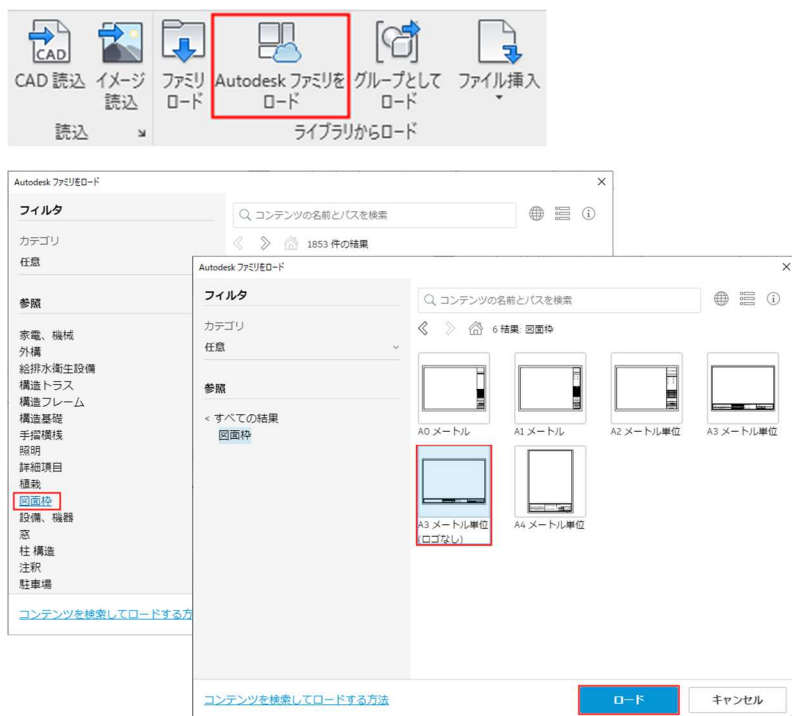 CAD 読込
イメージ
読込
ファミリ
ロード
Autodesk ファミリを
ロード
グループとして
ロード
ファイル挿入
読込
ライブラリからロード
Autodesk ファミリをロード
フィルタ
コンテンツの名前とパスを検索
カテゴリ
1853 件の結果
任意
参照
家電、機械
外構
給排水衛生設備
構造トラス
構造フレーム
構造基礎
手摺横桟
照明
詳細項目
植栽
図面枠
設備、機器
窓
柱 構造
注釈
駐車場
コンテンツを検索してロードする方
Autodesk ファミリをロード
フィルタ
コンテンツの名前とパスを検索
カテゴリ
6 結果: 図面枠
任意
参照
< すべての結果
図面枠
A0 メートル
A1 メートル
A2 メートル単位
A3 メートル単位
A3 メートル単位
(ロゴなし)
A4 メートル単位
コンテンツを検索してロードする方法
ロード
キャンセル